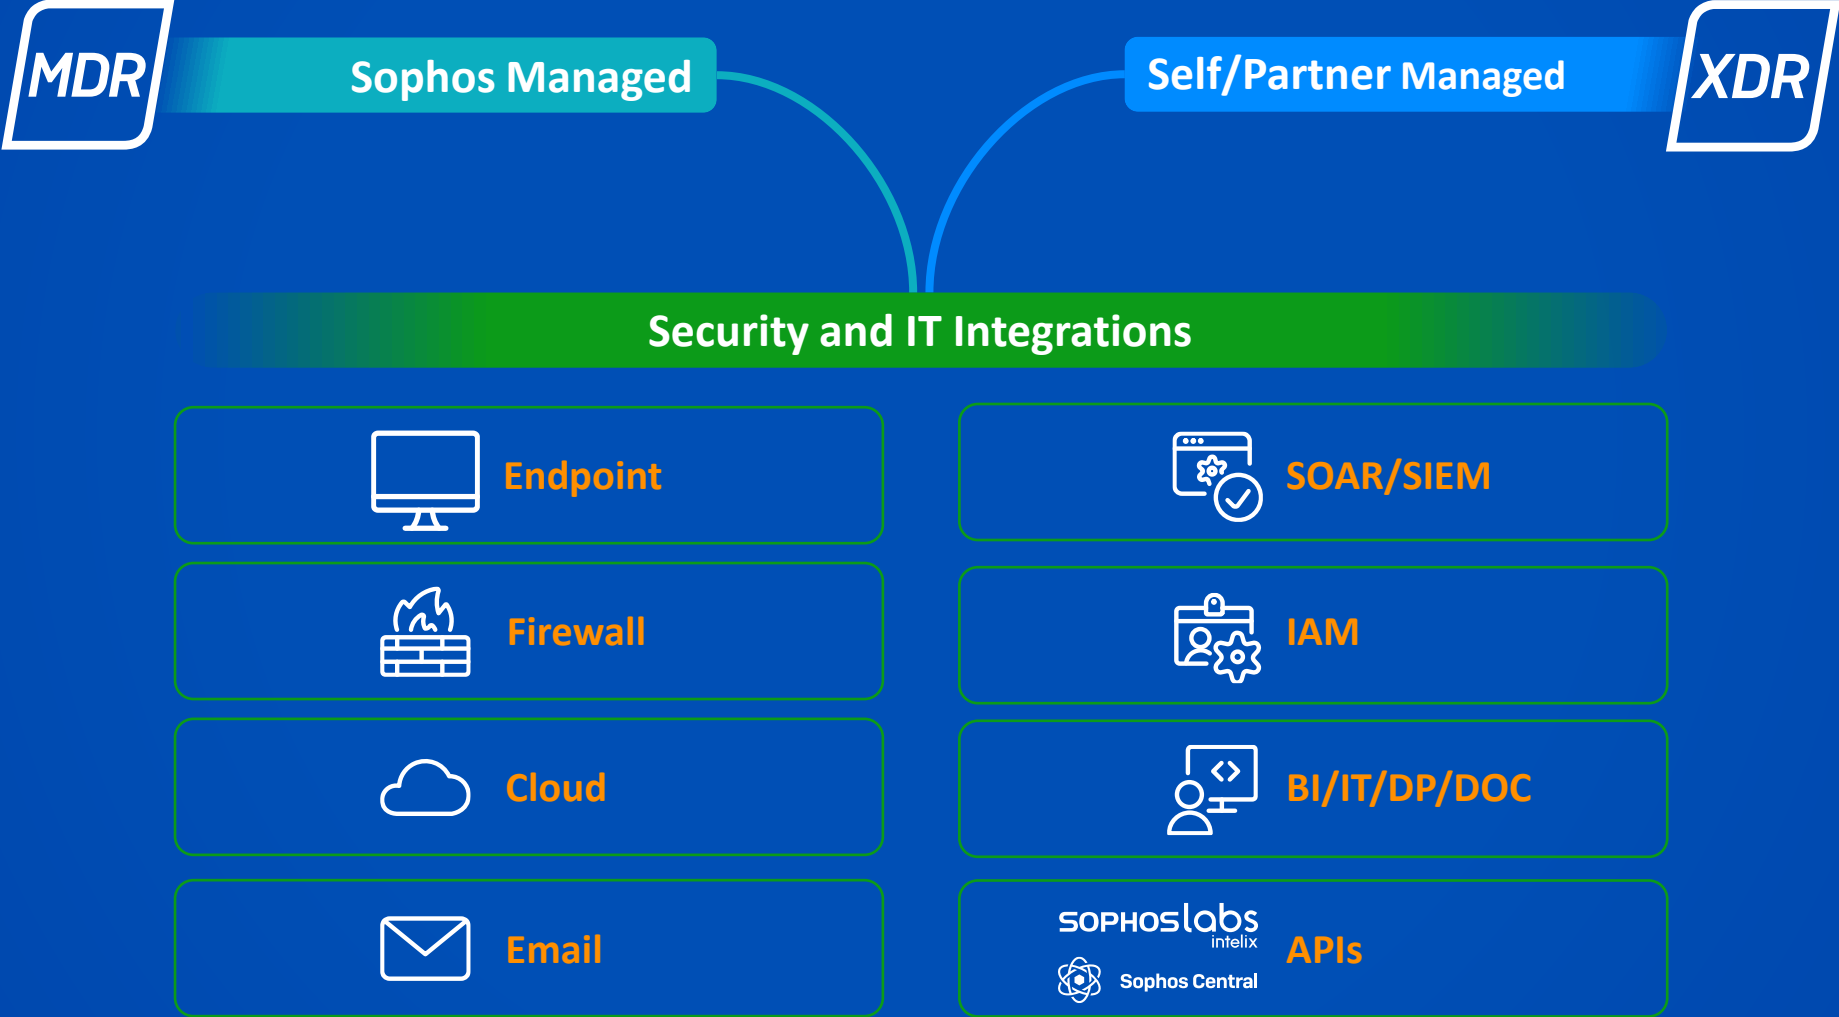 MDR
Sophos Managed
Self/Partner Managed
XDR
Security and IT Integrations
Endpoint
SOAR/SIEM
Firewall
IAM
Cloud
BI/IT/DP/DOC
Email
SOPHOSlabs
intelix
Sophos Central
APIs